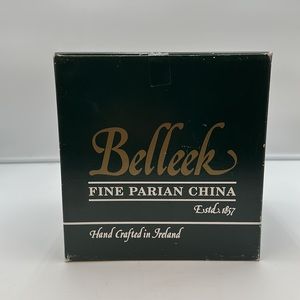 Belleek
FINE PARIAN CHINA
Estd. 1857
Hand Crafted in Ireland